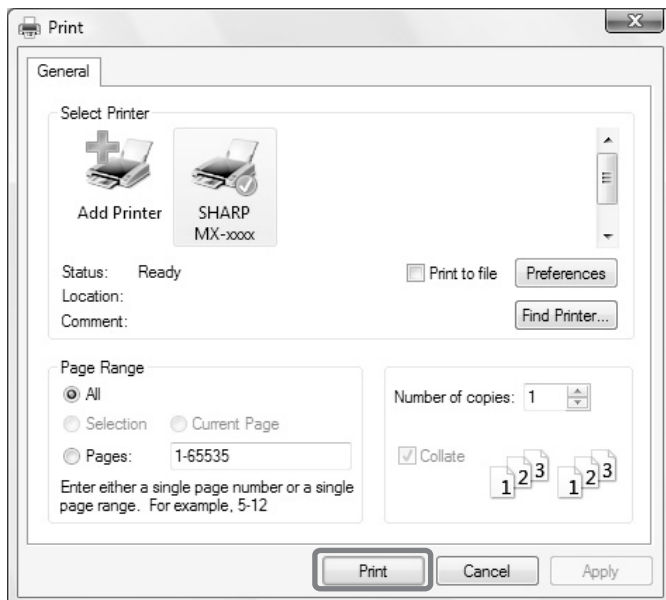 Print
General
Select Printer
Add Printer
SHARP
MX-xxxx
Status: Ready
Print to file
Preferences
Location:
Comment:
Find Printer...
Page Range
All
Selection
Current Page
Pages: 1-65535
Enter either a single page number or a single
page range. For example, 5-12
Number of copies: 1
Collate
1 2 3 1 2 3
Print
Cancel
Apply